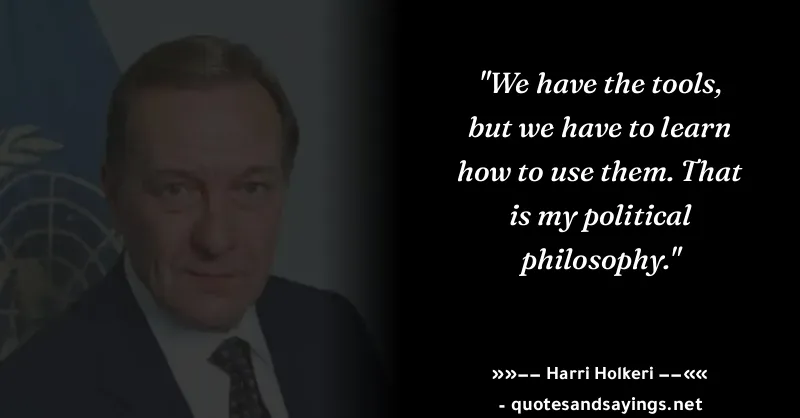 "We have the tools,
but we have to learn
how to use them. That
is my political
philosophy."
»»−− Harri Holkeri −−««
- quotesandsayings.net